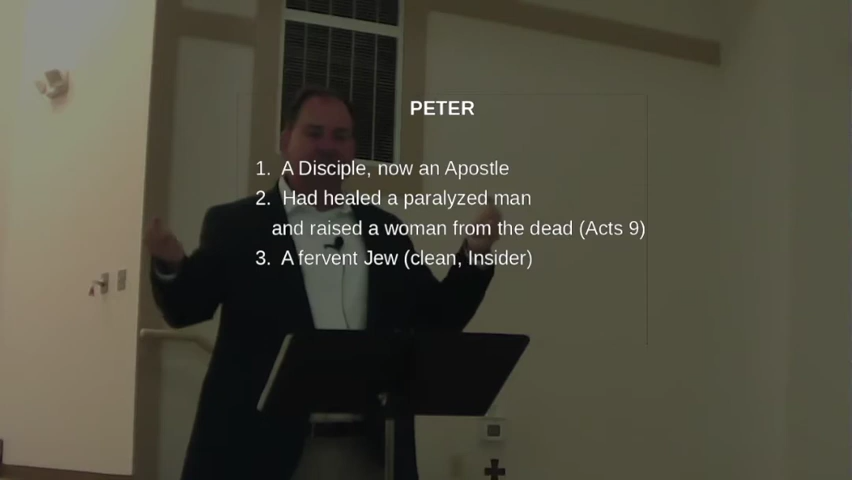 PETER
1. A Disciple, now an Apostle
2. Had healed a paralyzed man
and raised a woman from the dead (Acts 9)
3. A fervent Jew (clean, Insider)